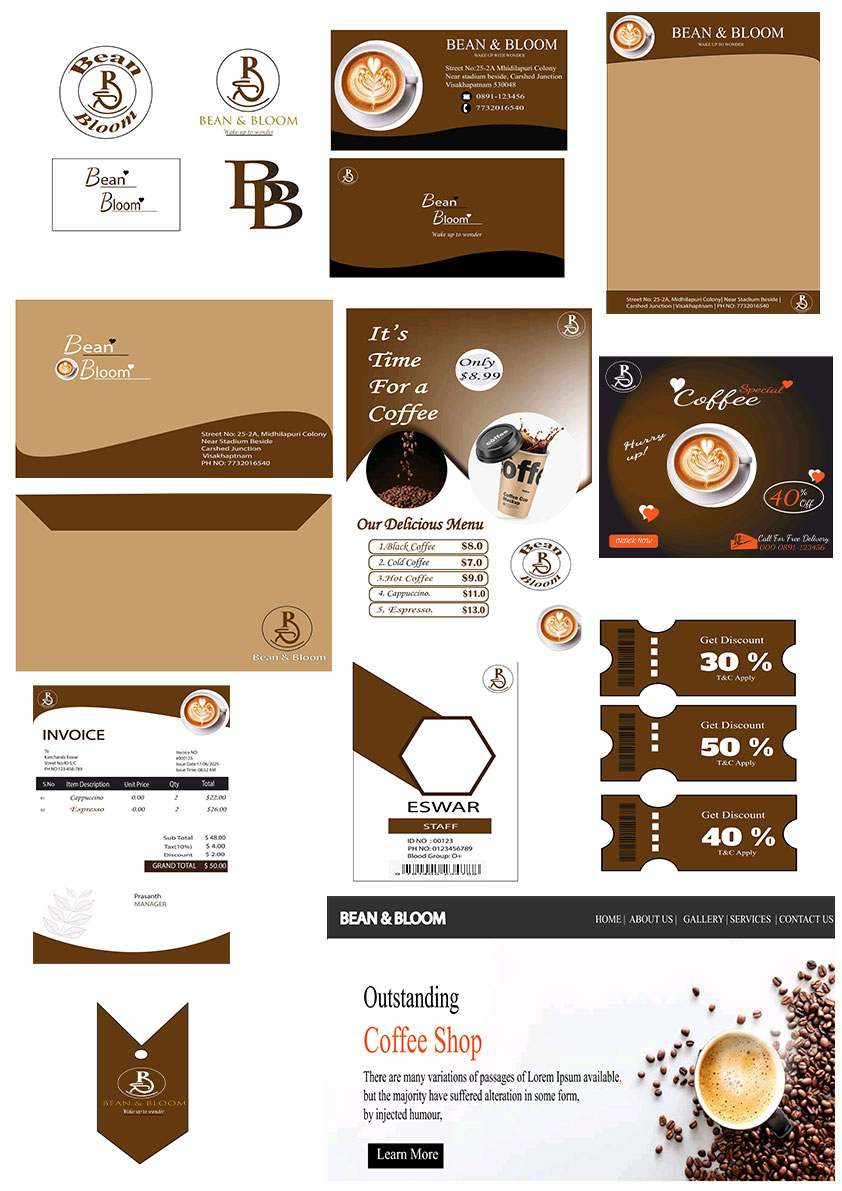 Bean
Bloom
BEAN & BLOOM
Wake up to wonder
Bean
Bloom
BB
BEAN & BLOOM
WAKE UP WITH WONDER
Street No:25-2A Mhidilapuri Colony
Near stadium beside, Carshed Junction
Visakhapatnam 530048
0891-123456
7732016540
Bean
Bloom
Wake up to wonder
BEAN & BLOOM
WAKE UP TO WONDER
Street No: 25-2A, Midhilapuri Colony| Near Stadium Beside |
Carshed Junction |Visakhaptnam | PH NO: 7732016540
Bean
Bloom
Street No: 25-2A, Midhilapuri Colony
Near Stadium Beside
Carshed Junction
Visakhaptnam
PH NO: 7732016540
Bean & Bloom
It's
Time
For a
Coffee
Only
$8.99
coffee
offe
Coffee Cup
Mockup
Our Delicious Menu
1.Black Coffee $8.0
2. Cold Coffee $7.0
3.Hot Coffee $9.0
4. Cappuccino. $11.0
5. Espresso. $13.0
Bean
Bloom
Special
Coffee
Hurry
up!
40%
Off
ORDER NOW
Call For Free Delivery
000 0891-123456
Get Discount
30 %
T&C Apply
Get Discount
50 %
T&C Apply
Get Discount
40 %
T&C Apply
INVOICE
To
Kancharala Eswar
Street No:40-5/C
PH NO:123-456-789
Invoice NO:
#000123
Issue Date:17/06/2025
Issue Time: 08:52 AM
S.No Item Description Unit Price Qty Total
01 Cappuccino 0.00 2 $22.00
02 Espresso 0.00 2 $26.00
Sub Total $ 48.00
Tax(10%) $ 4.00
Discount $ 2.00
GRAND TOTAL $ 50.00
Prasanth
MANAGER
ESWAR
STAFF
ID NO : 00123
PH NO: 0123456789
Blood Group: O+
BEAN & BLOOM
Wake up to wonder
BEAN & BLOOM
HOME | ABOUT US | GALLERY | SERVICES | CONTACT US
Outstanding
Coffee Shop
There are many variations of passages of Lorem Ipsum available,
but the majority have suffered alteration in some form,
by injected humour,
Learn More